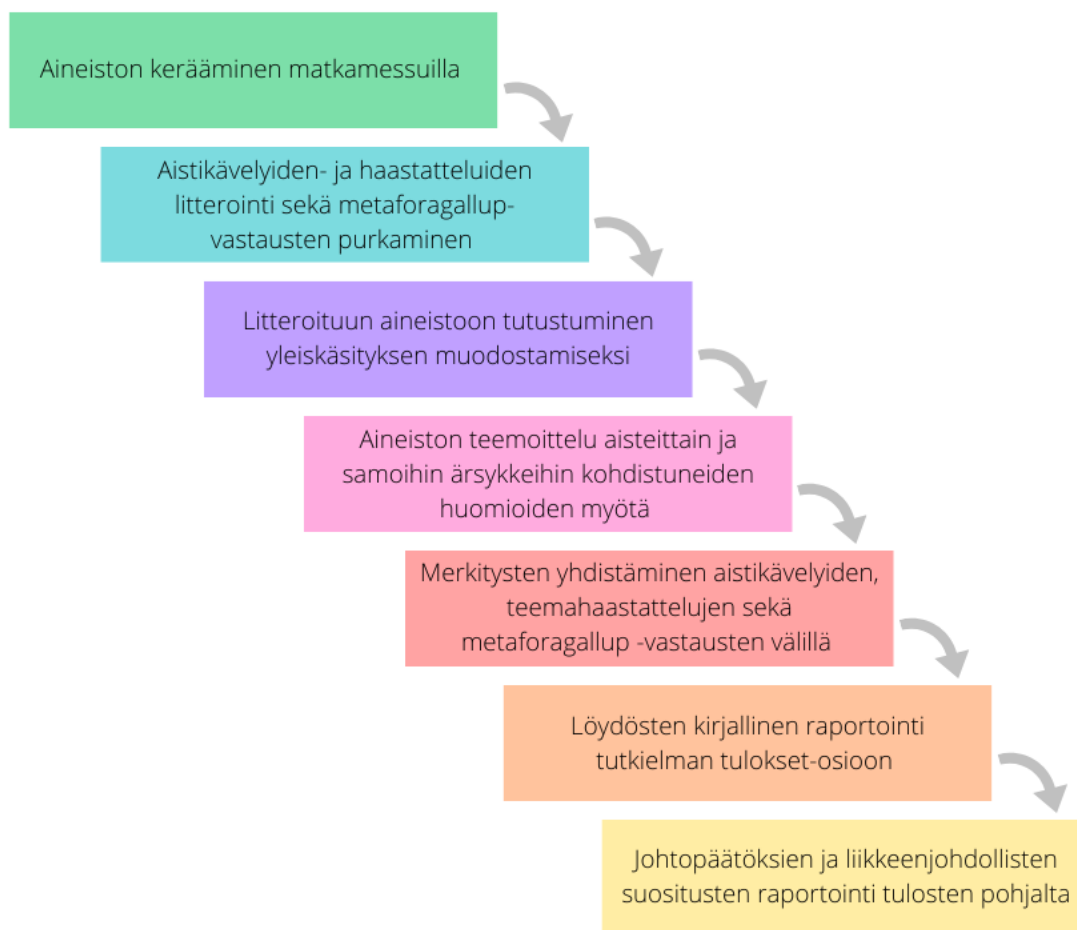 Aineiston kerääminen matkamessuilla
Aistikävelyiden- ja haastatteluiden
litterointi sekä metaforagallup-
vastausten purkaminen
Litteroituun aineistoon tutustuminen
yleiskäsityksen muodostamiseksi
Aineiston teemoittelu aisteittain ja
samoihin ärsykkeihin kohdistuneiden
huomioiden myötä
Merkitysten yhdistäminen aistikävelyiden,
teemahaastattelujen sekä
metaforagallup -vastausten välillä
Löydösten kirjallinen raportointi
tutkielman tulokset-osioon
Johtopäätöksien ja liikkeenjohdollisten
suositusten raportointi tulosten pohjalta